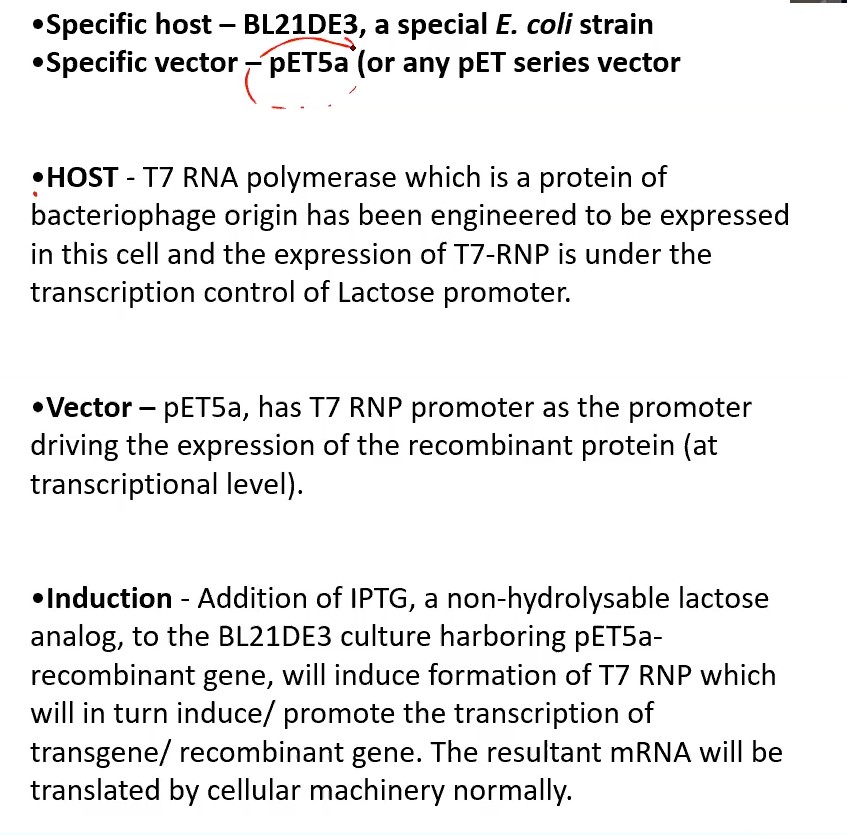 •Specific host – BL21DE3, a special E. coli strain
•Specific vector – pET5a (or any pET series vector
•HOST - T7 RNA polymerase which is a protein of
bacteriophage origin has been engineered to be expressed
in this cell and the expression of T7-RNP is under the
transcription control of Lactose promoter.
•Vector – pET5a, has T7 RNP promoter as the promoter
driving the expression of the recombinant protein (at
transcriptional level).
•Induction - Addition of IPTG, a non-hydrolysable lactose
analog, to the BL21DE3 culture harboring pET5a-
recombinant gene, will induce formation of T7 RNP which
will in turn induce/ promote the transcription of
transgene/ recombinant gene. The resultant mRNA will be
translated by cellular machinery normally.